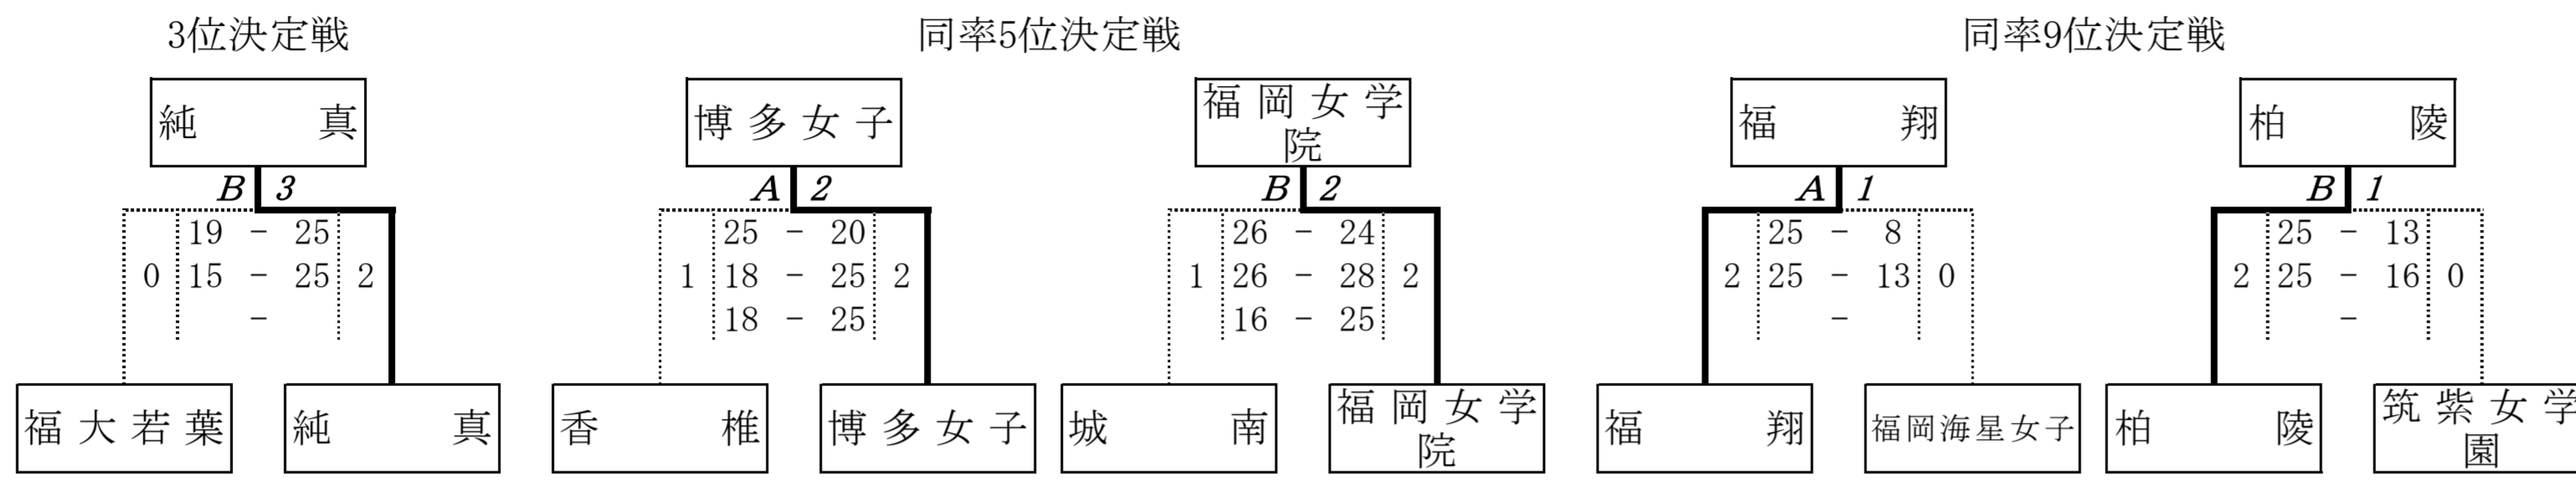 3位決定戦 同率5位決定戦 同率9位決定戦
純真 博多女子 福岡女学院 福翔 柏陵
B 3 A 2 B 2 A 1 B 1
19 - 25 25 - 20 26 - 24 25 - 8 25 - 13
0 15 - 25 2 1 18 - 25 2 1 26 - 28 2 2 25 - 13 0 2 25 - 16 0
- 18 - 25 16 - 25 - -
福大若葉 純真 香椎 博多女子 城南 福岡女学院 福翔 福岡海星女子 柏陵 筑紫女学園